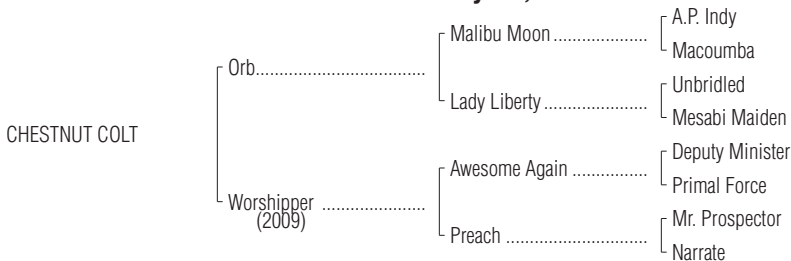 A.P. Indy
Malibu Moon ........................
Macoumba
Orb.......................................
Unbridled
Lady Liberty..........................
Mesabi Maiden
CHESTNUT COLT
Deputy Minister
Awesome Again ...................
Primal Force
Worshipper ..........................
(2009)
Mr. Prospector
Preach ...................................
Narrate